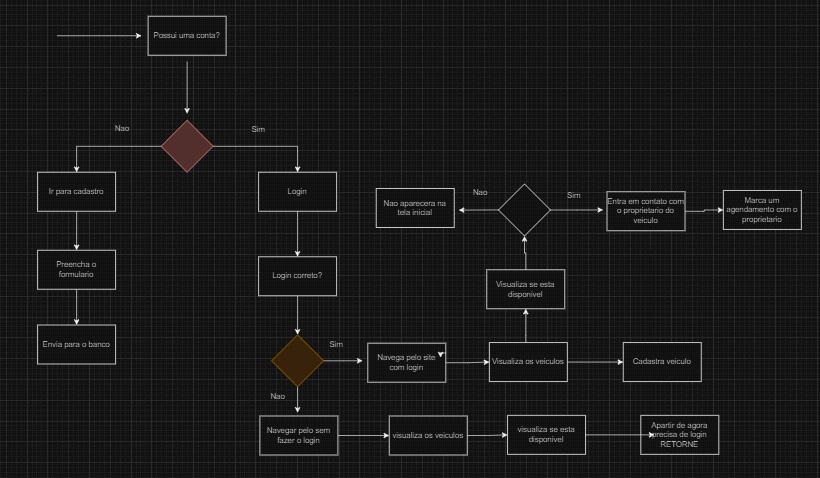 Possui uma conta?
Nao
Sim
Ir para cadastro
Login
Nao aparecera na
tela inicial
Nao
Sim
Entra em contato com
o proprietario do
veiculo
Marca um
agendamento com o
proprietario
Preencha o
formulario
Login correto?
Visualiza se esta
disponivel
Envia para o banco
Sim
Navega pelo site
com login
Visualiza os veiculos
Cadastra veiculo
Nao
Navegar pelo sem
fazer o login
visualiza os veiculos
visualiza se esta
disponivel
Apartir de agora
precisa de login
RETORNE